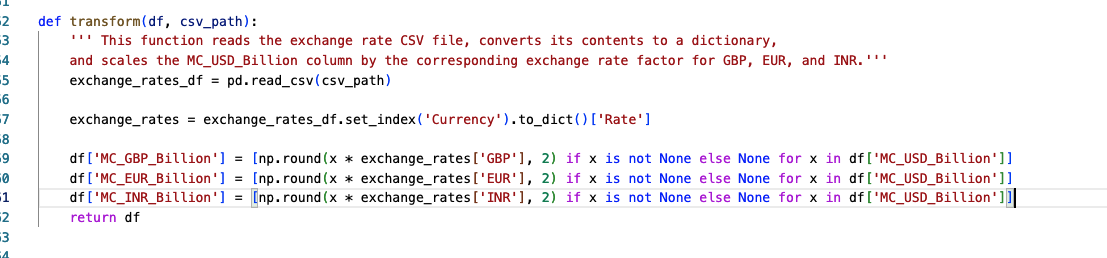 52 def transform(df, csv_path):
53 ''' This function reads the exchange rate CSV file, converts its contents to a dictionary,
54 and scales the MC_USD_Billion column by the corresponding exchange rate factor for GBP, EUR, and INR.'''
55 exchange_rates_df = pd.read_csv(csv_path)
56
57 exchange_rates = exchange_rates_df.set_index('Currency').to_dict()['Rate']
58
59 df['MC_GBP_Billion'] = [np.round(x * exchange_rates['GBP'], 2) if x is not None else None for x in df['MC_USD_Billion']]
60 df['MC_EUR_Billion'] = [np.round(x * exchange_rates['EUR'], 2) if x is not None else None for x in df['MC_USD_Billion']]
61 df['MC_INR_Billion'] = [np.round(x * exchange_rates['INR'], 2) if x is not None else None for x in df['MC_USD_Billion']]
62 return df
63